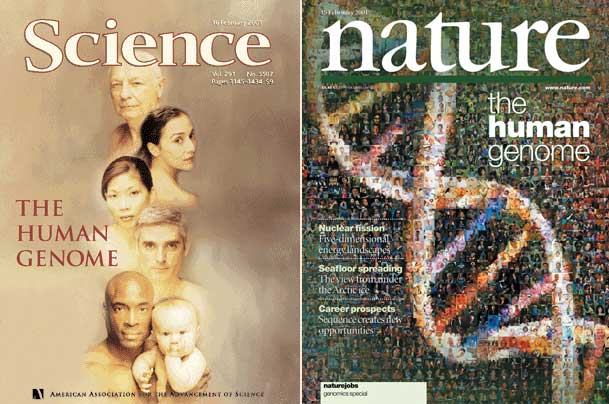 16 February 2001
Science
Vol. 291 No. 5507
Pages 1145–1434 $9
THE
HUMAN
GENOME
AMERICAN ASSOCIATION FOR THE ADVANCEMENT OF SCIENCE
15 February 2001
nature
www.nature.com
the
human
genome
Nuclear fission
Five-dimensional
energy landscapes
Seafloor spreading
The view from under
the Arctic ice
Career prospects
Sequence creates new
opportunities
naturejobs
genomics special